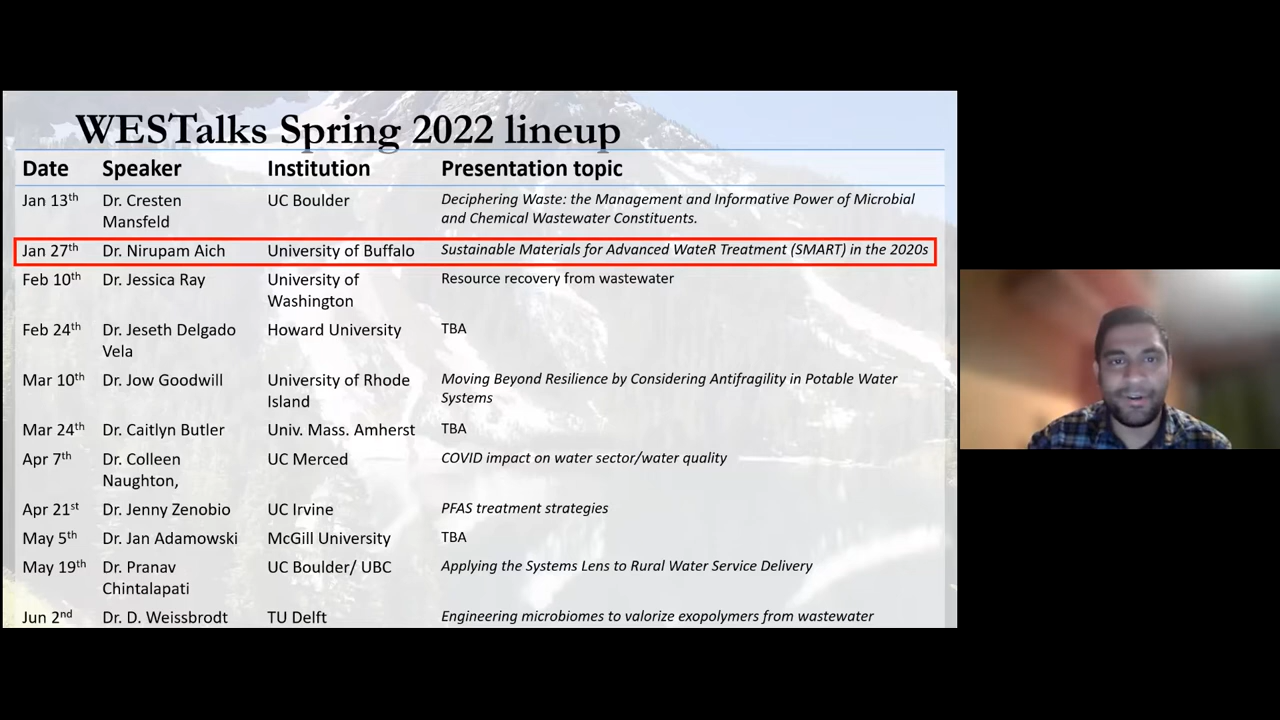 WESTalks Spring 2022 lineup
Date Speaker Institution Presentation topic
Jan 13th Dr. Cresten UC Boulder Deciphering Waste: the Management and Informative Power of Microbial
Mansfeld and Chemical Wastewater Constituents.
Jan 27th Dr. Nirupam Aich University of Buffalo Sustainable Materials for Advanced WateR Treatment (SMART) in the 2020s
Feb 10th Dr. Jessica Ray University of Resource recovery from wastewater
Washington
Feb 24th Dr. Jeseth Delgado Howard University TBA
Vela
Mar 10th Dr. Jow Goodwill University of Rhode Moving Beyond Resilience by Considering Antifragility in Potable Water
Island Systems
Mar 24th Dr. Caitlyn Butler Univ. Mass. Amherst TBA
Apr 7th Dr. Colleen UC Merced COVID impact on water sector/water quality
Naughton,
Apr 21st Dr. Jenny Zenobio UC Irvine PFAS treatment strategies
May 5th Dr. Jan Adamowski McGill University TBA
May 19th Dr. Pranav UC Boulder/ UBC Applying the Systems Lens to Rural Water Service Delivery
Chintalapati
Jun 2nd Dr. D. Weissbrodt TU Delft Engineering microbiomes to valorize exopolymers from wastewater